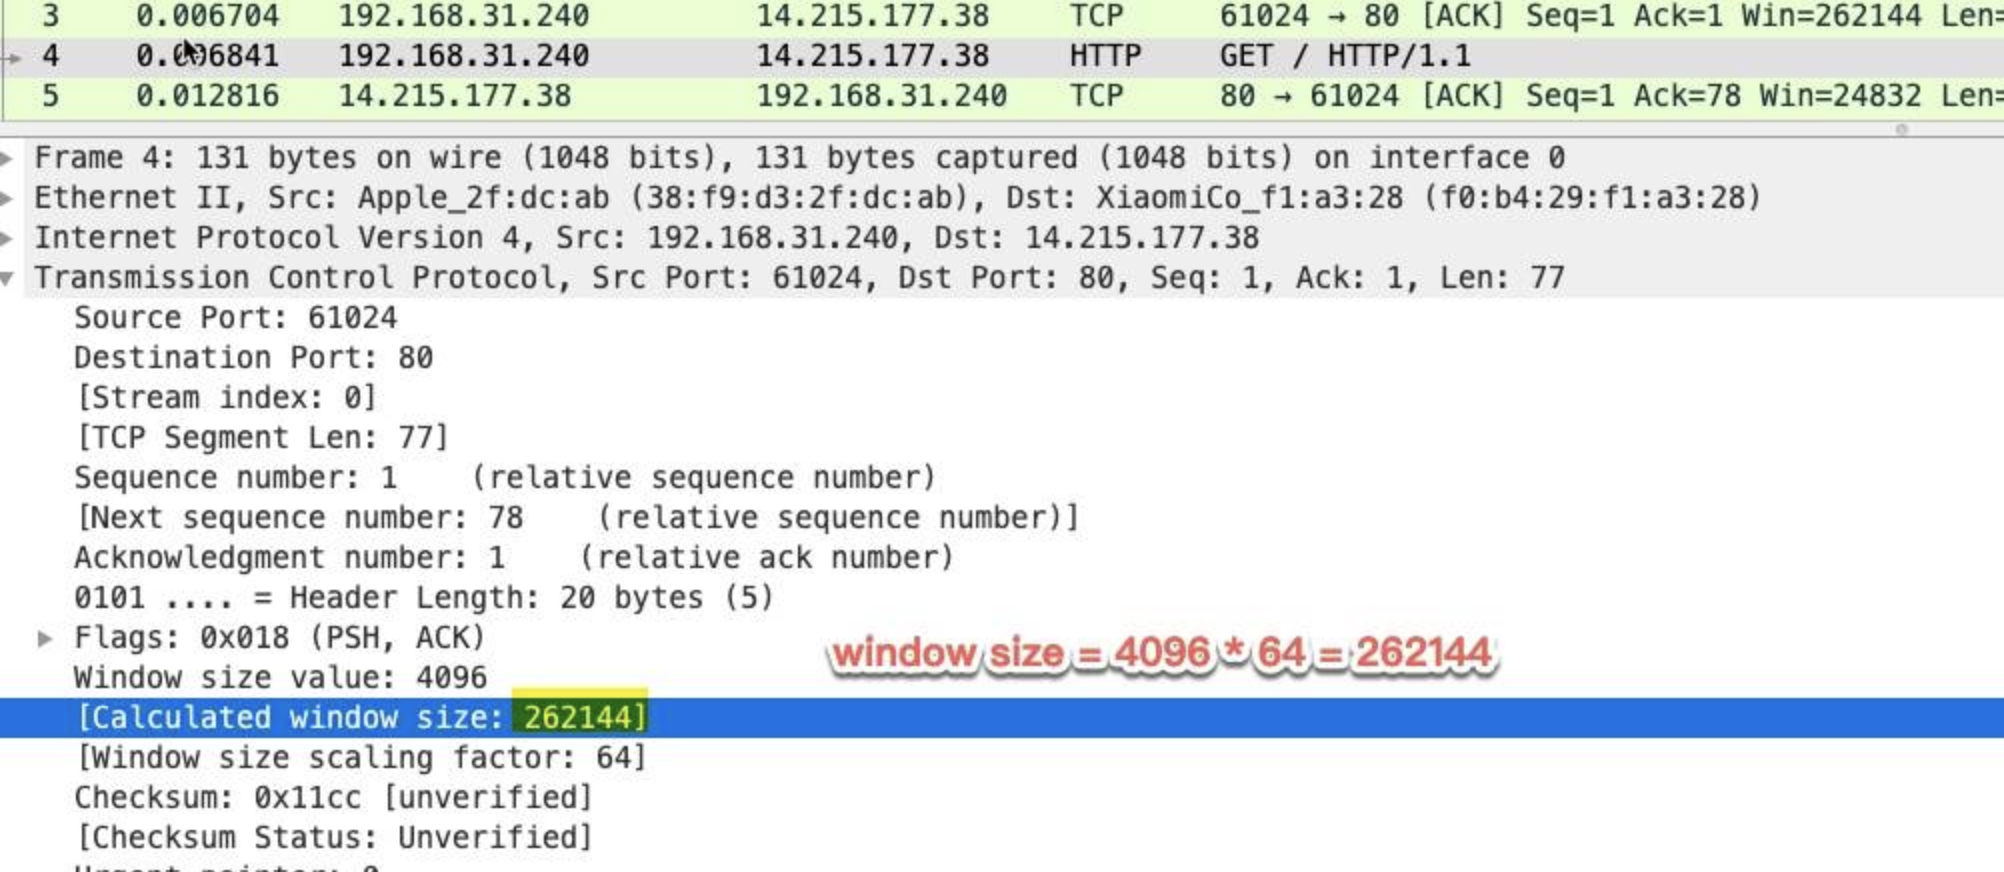 3 0.006704 192.168.31.240 14.215.177.38 TCP 61024 → 80 [ACK] Seq=1 Ack=1 Win=262144 Len=
4 0.006841 192.168.31.240 14.215.177.38 HTTP GET / HTTP/1.1
5 0.012816 14.215.177.38 192.168.31.240 TCP 80 → 61024 [ACK] Seq=1 Ack=78 Win=24832 Len=
Frame 4: 131 bytes on wire (1048 bits), 131 bytes captured (1048 bits) on interface 0
Ethernet II, Src: Apple_2f:dc:ab (38:f9:d3:2f:dc:ab), Dst: XiaomiCo_f1:a3:28 (f0:b4:29:f1:a3:28)
Internet Protocol Version 4, Src: 192.168.31.240, Dst: 14.215.177.38
Transmission Control Protocol, Src Port: 61024, Dst Port: 80, Seq: 1, Ack: 1, Len: 77
Source Port: 61024
Destination Port: 80
[Stream index: 0]
[TCP Segment Len: 77]
Sequence number: 1 (relative sequence number)
[Next sequence number: 78 (relative sequence number)]
Acknowledgment number: 1 (relative ack number)
0101 .... = Header Length: 20 bytes (5)
Flags: 0x018 (PSH, ACK)
window size = 4096 * 64 = 262144
Window size value: 4096
[Calculated window size: 262144]
[Window size scaling factor: 64]
Checksum: 0x11cc [unverified]
[Checksum Status: Unverified]